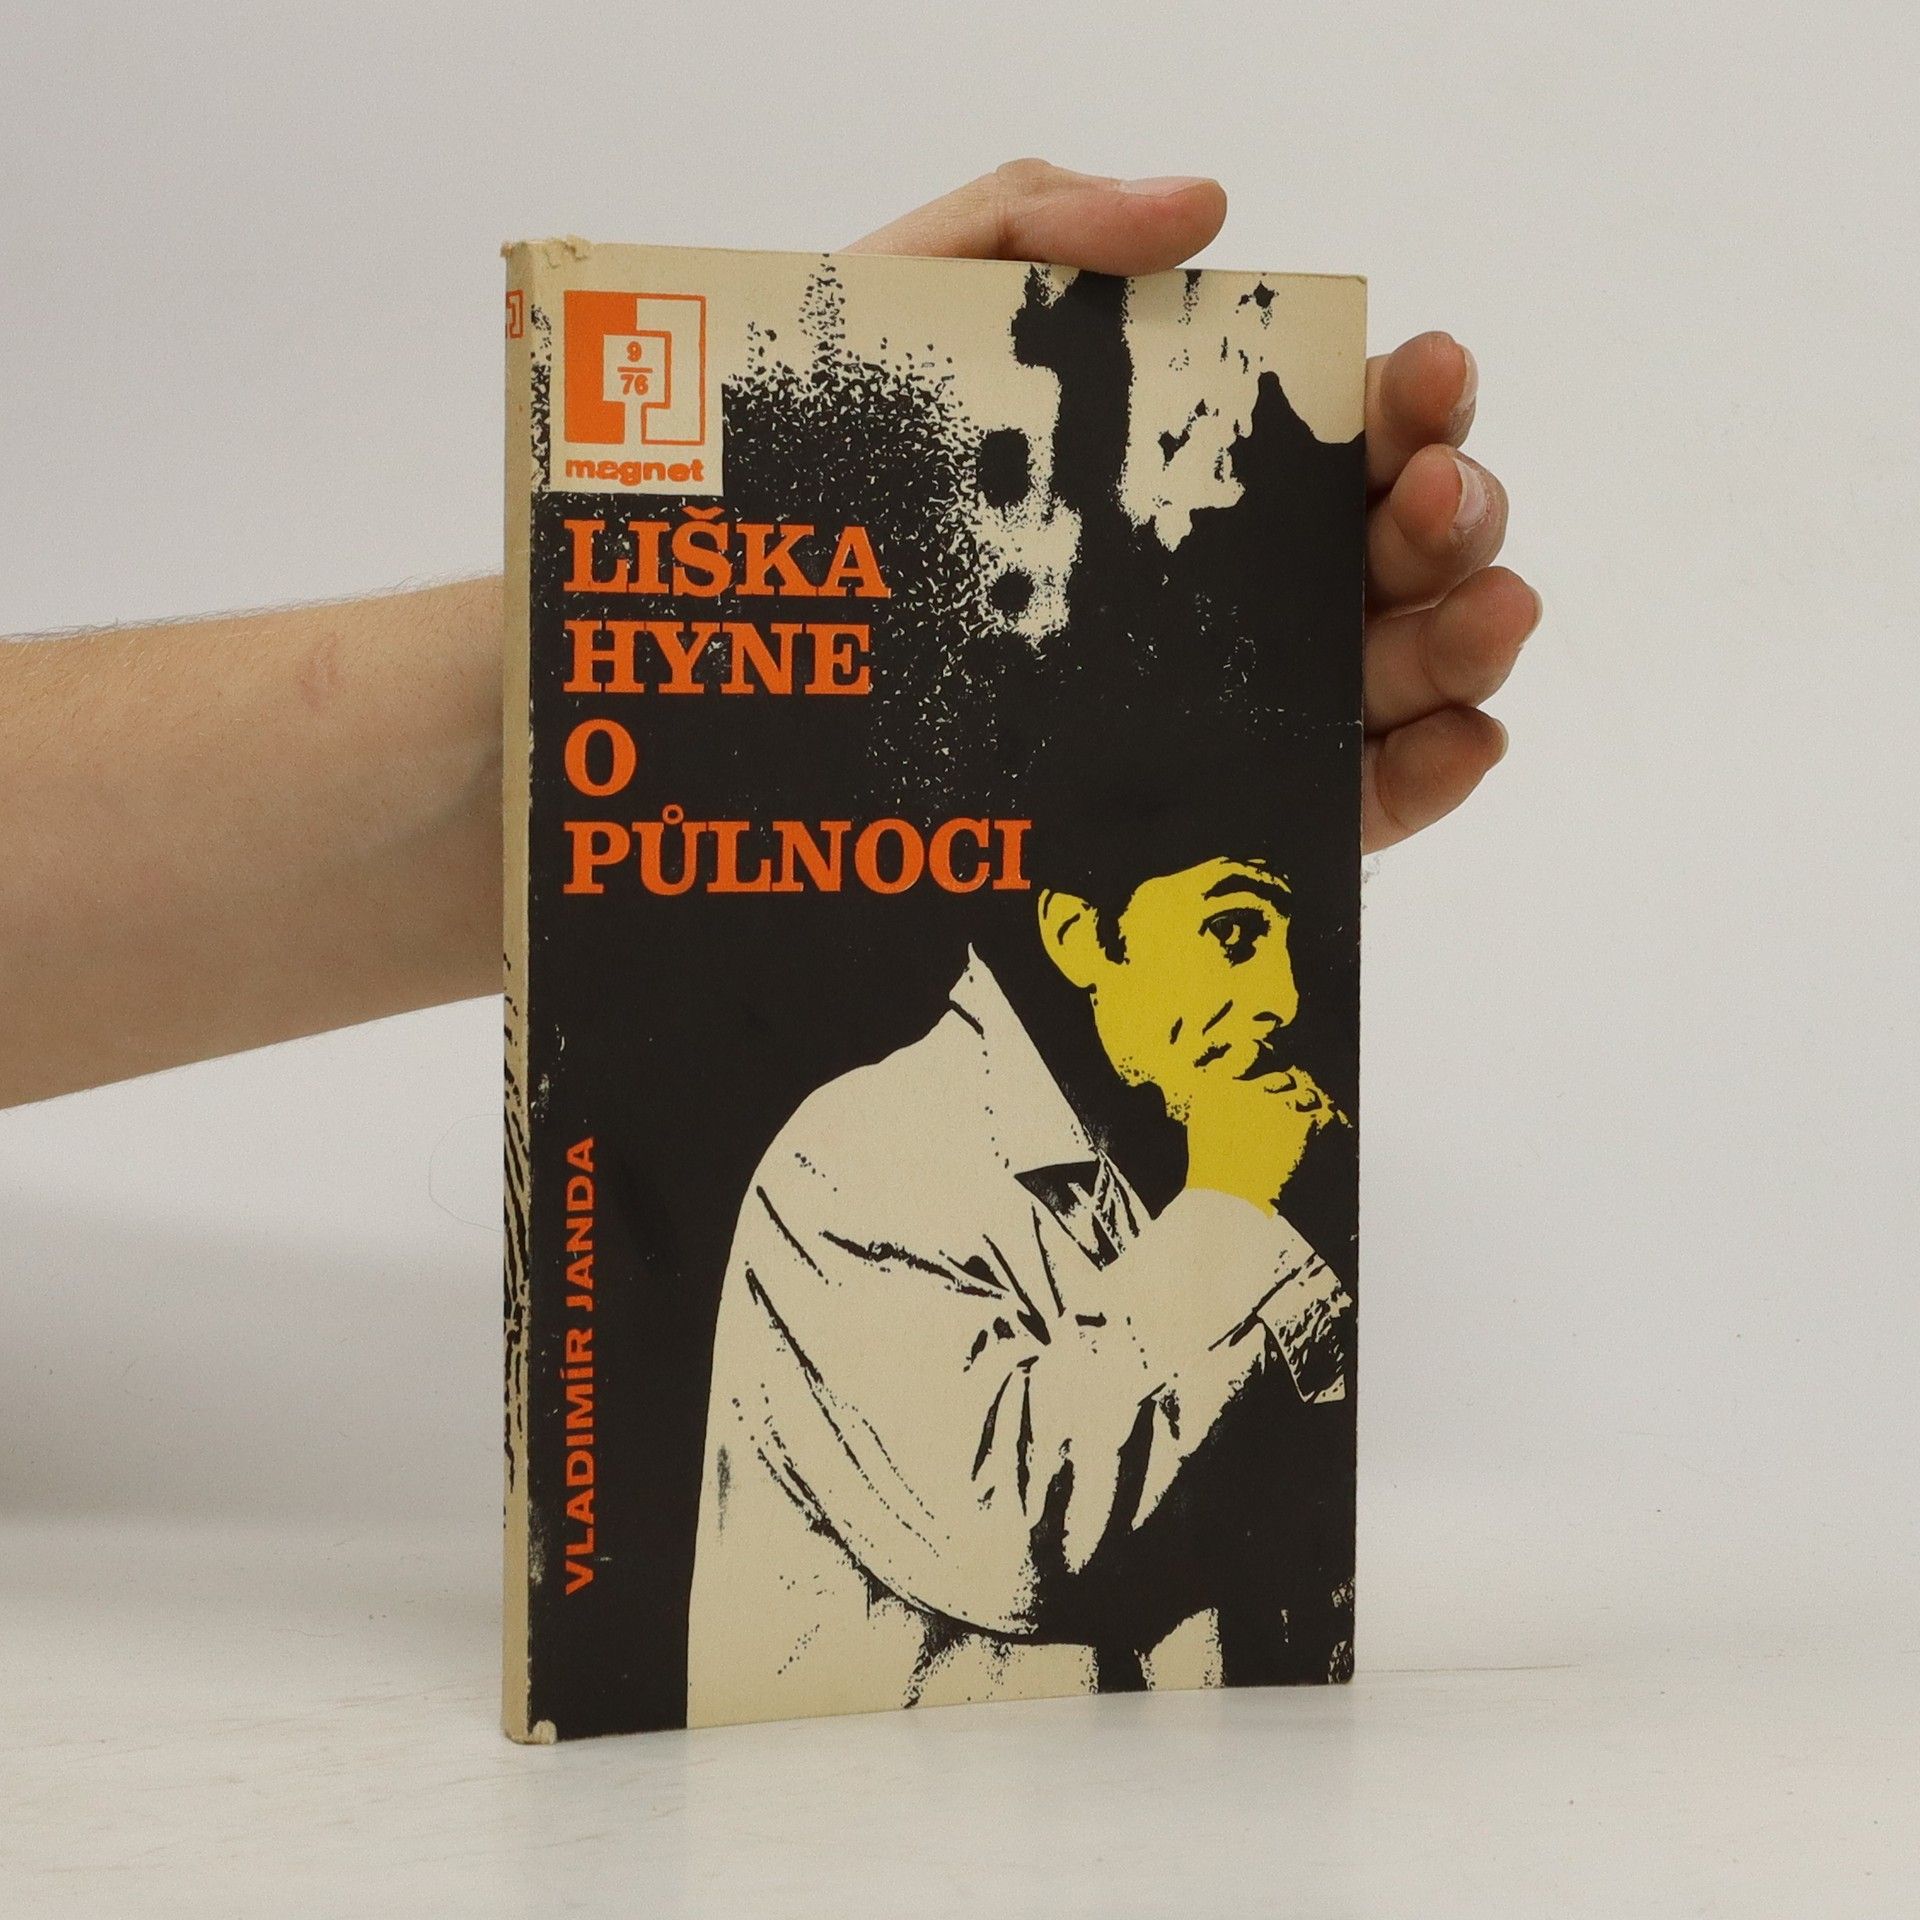 9
76
magnet
LIŠKA
HYNE
O
PŮLNOCI
VLADIMÍR JANDA